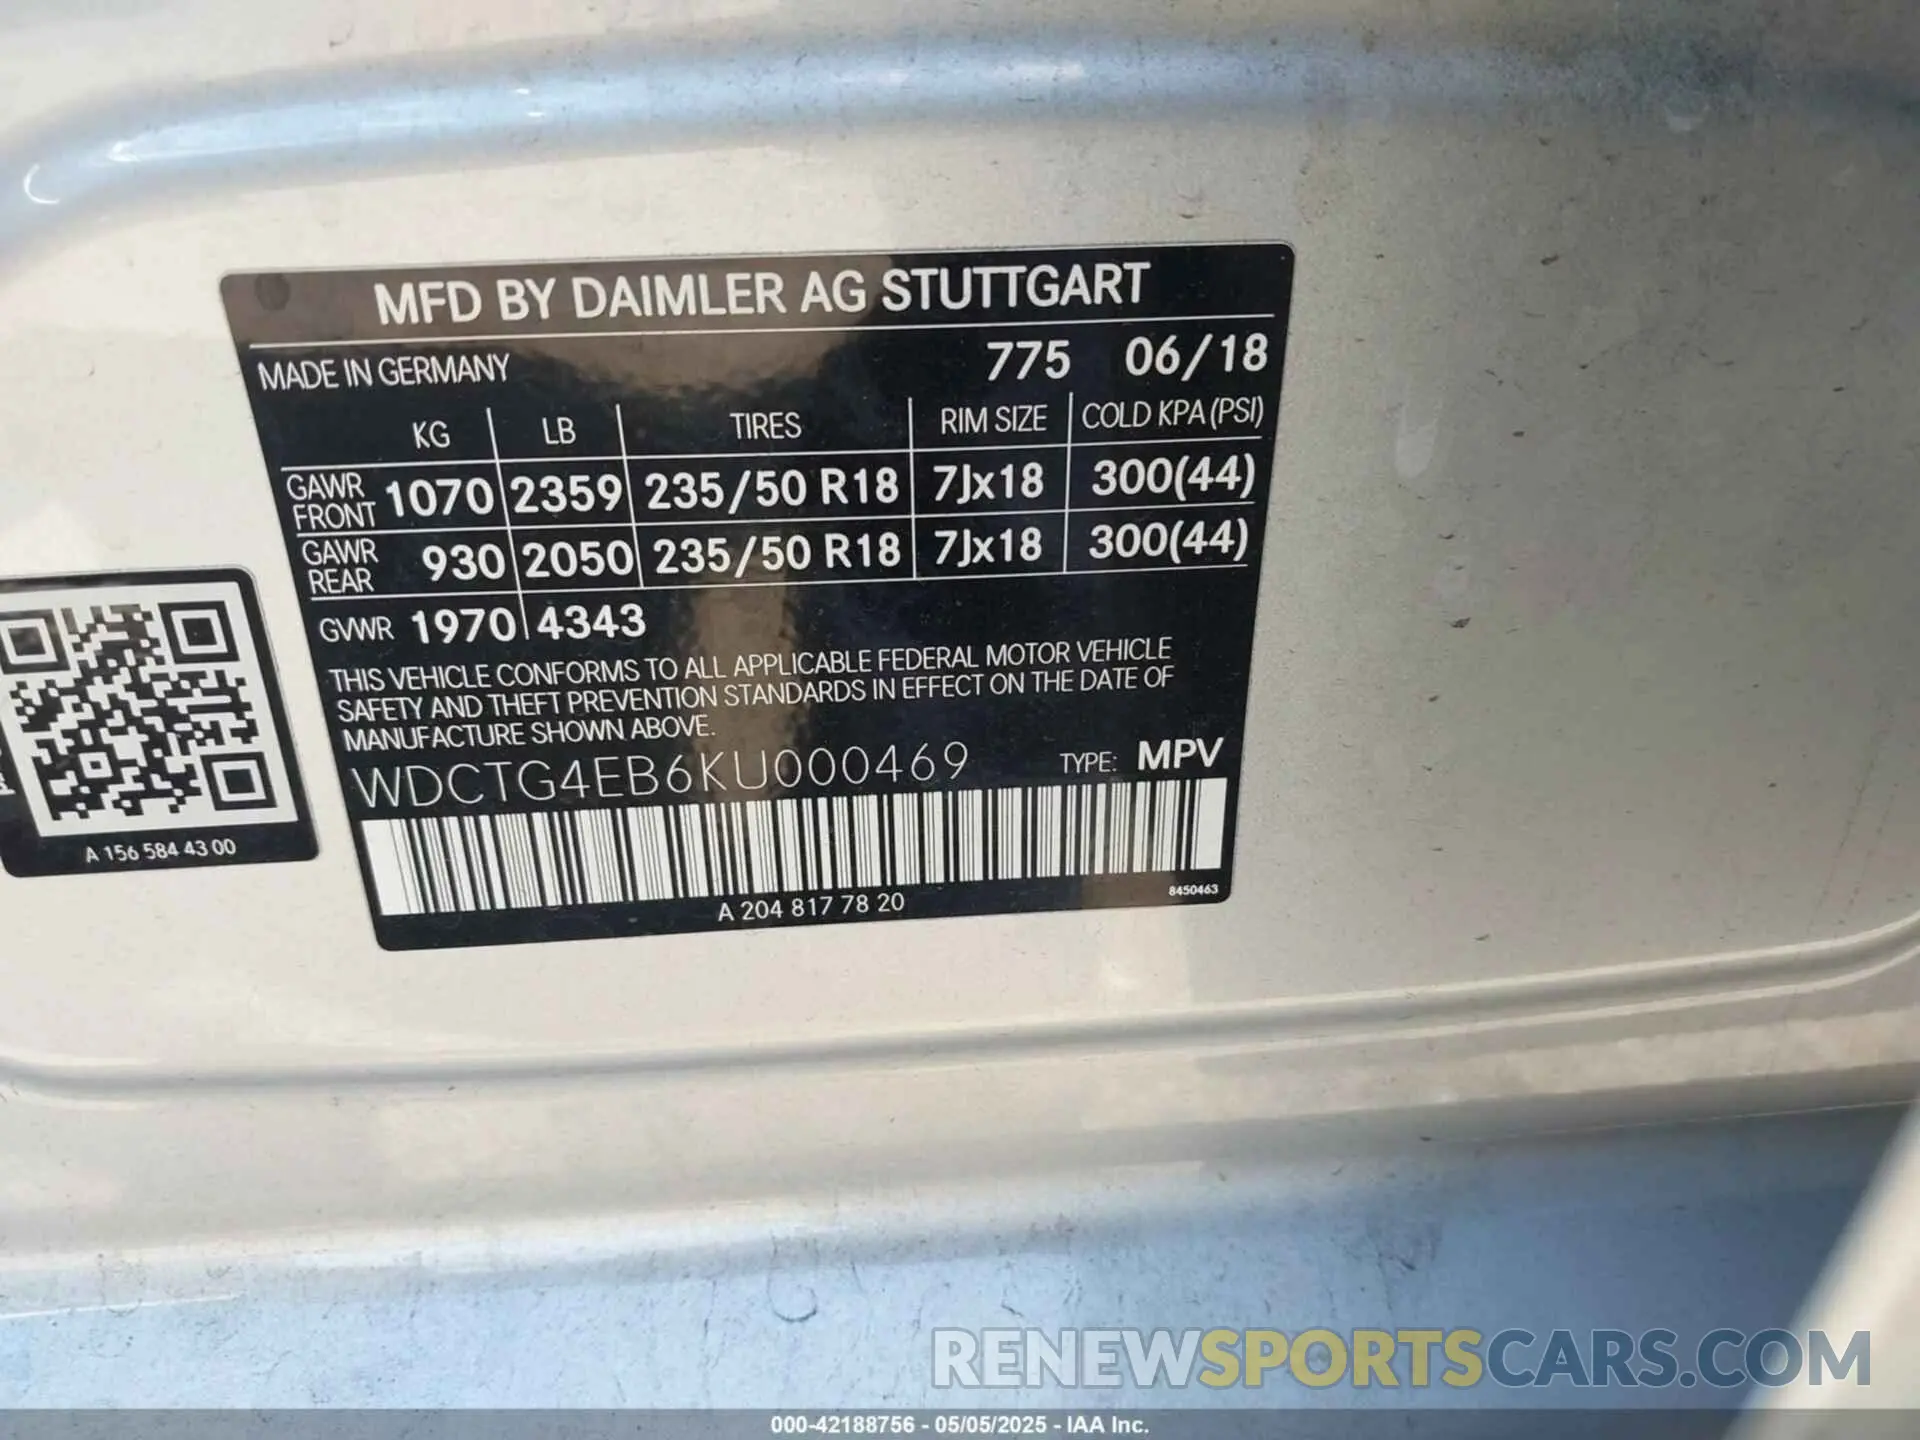 MFD BY DAIMLER AG STUTTGART
MADE IN GERMANY 775 06/18
KG LB TIRES RIM SIZE COLD KPA (PSI)
GAWR FRONT 1070 2359 235/50 R18 7Jx18 300(44)
GAWR REAR 930 2050 235/50 R18 7Jx18 300(44)
GVWR 1970 4343
THIS VEHICLE CONFORMS TO ALL APPLICABLE FEDERAL MOTOR VEHICLE
SAFETY AND THEFT PREVENTION STANDARDS IN EFFECT ON THE DATE OF
MANUFACTURE SHOWN ABOVE.
WDCTG4EB6KU000469 TYPE: MPV
8450463
A 204 817 78 20
A 156 584 43 00
RENEWSPORTSCARS.COM
000-42188756 - 05/05/2025 - IAA Inc.